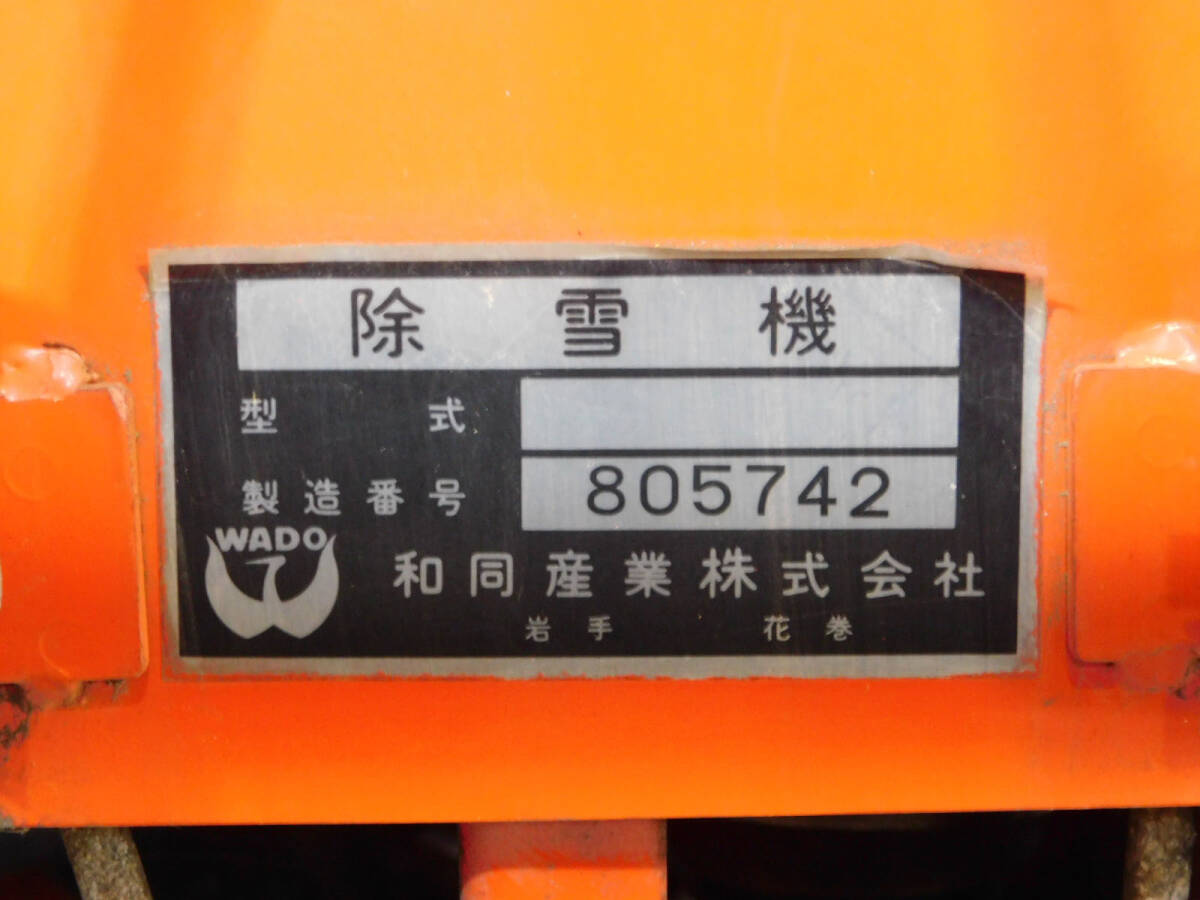 除雪機
型式
製造番号 805742
WADO
和同産業株式会社
岩手 花巻